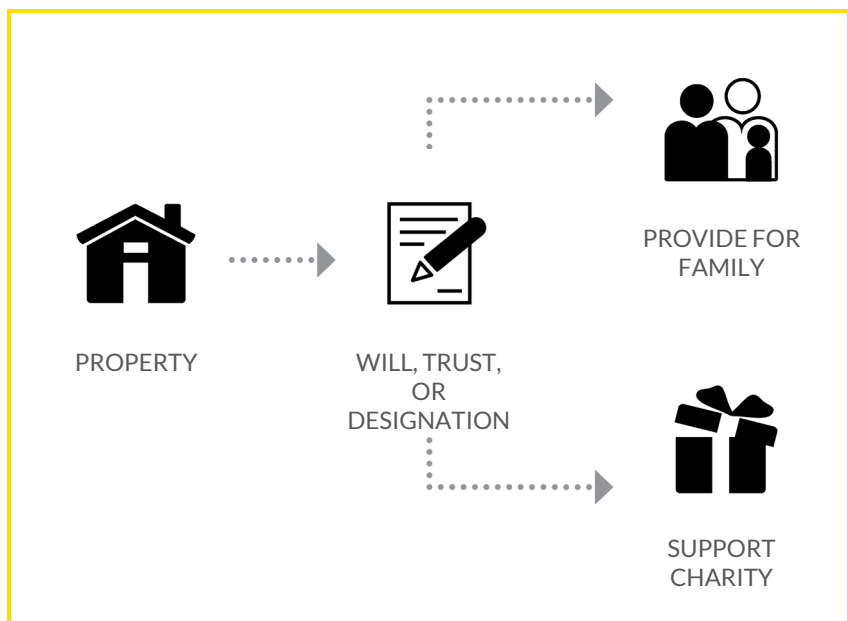 PROPERTY
WILL, TRUST,
OR
DESIGNATION
PROVIDE FOR
FAMILY
SUPPORT
CHARITY